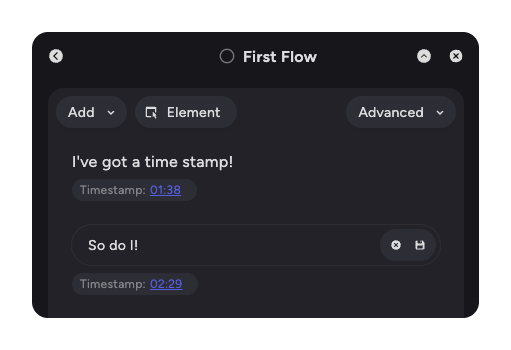 First Flow
Add Element Advanced
I've got a time stamp!
Timestamp: 01:38
So do I!
Timestamp: 02:29